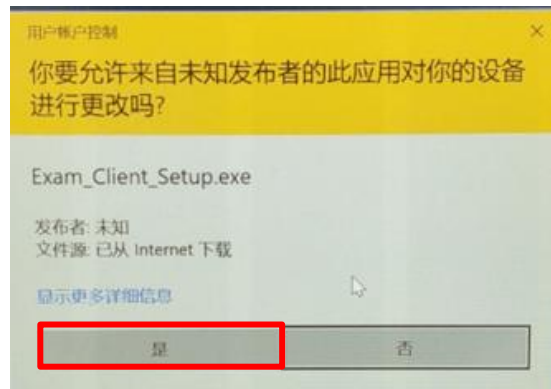 用户帐户控制
你要允许来自未知发布者的此应用对你的设备
进行更改吗?
Exam_Client_Setup.exe
发布者: 未知
文件源: 已从 Internet 下载
显示更多详细信息
是
否